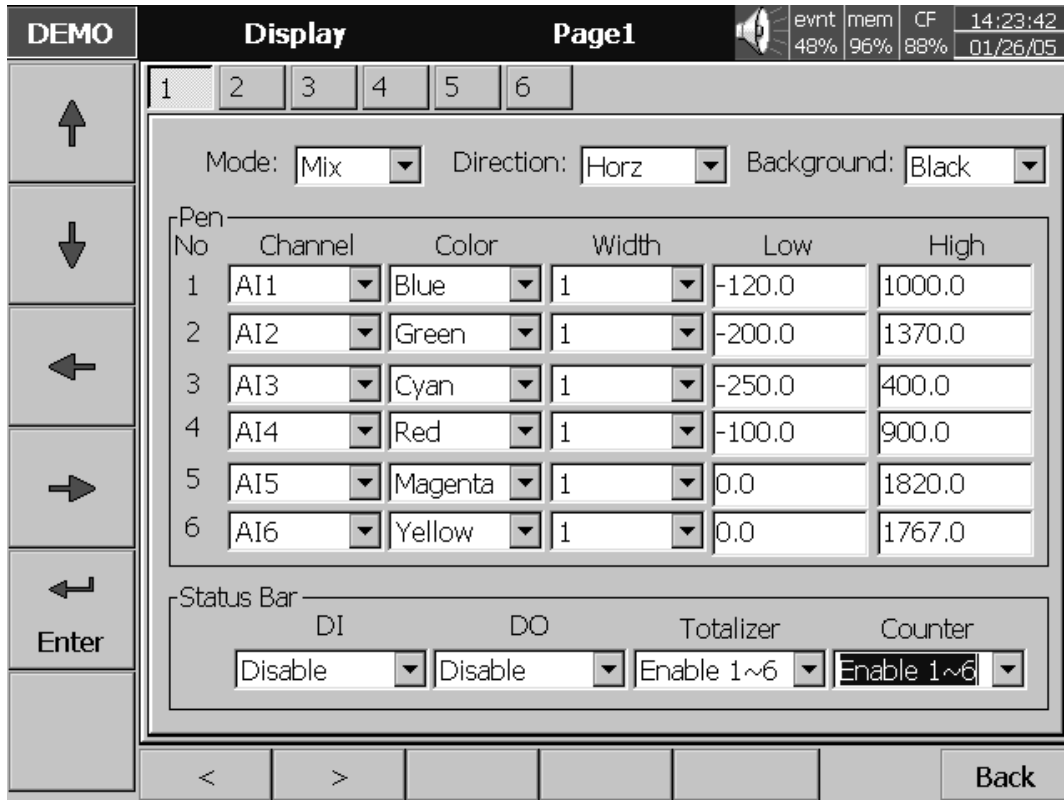 DEMO Display Page1 evnt mem CF 14:23:42
48% 96% 88% 01/26/05
1 2 3 4 5 6
Mode: Mix Direction: Horz Background: Black
Pen
No Channel Color Width Low High
1 AI1 Blue 1 -120.0 1000.0
2 AI2 Green 1 -200.0 1370.0
3 AI3 Cyan 1 -250.0 400.0
4 AI4 Red 1 -100.0 900.0
5 AI5 Magenta 1 0.0 1820.0
6 AI6 Yellow 1 0.0 1767.0
Status Bar
DI DO Totalizer Counter
Disable Disable Enable 1~6 Enable 1~6
Enter
< > Back